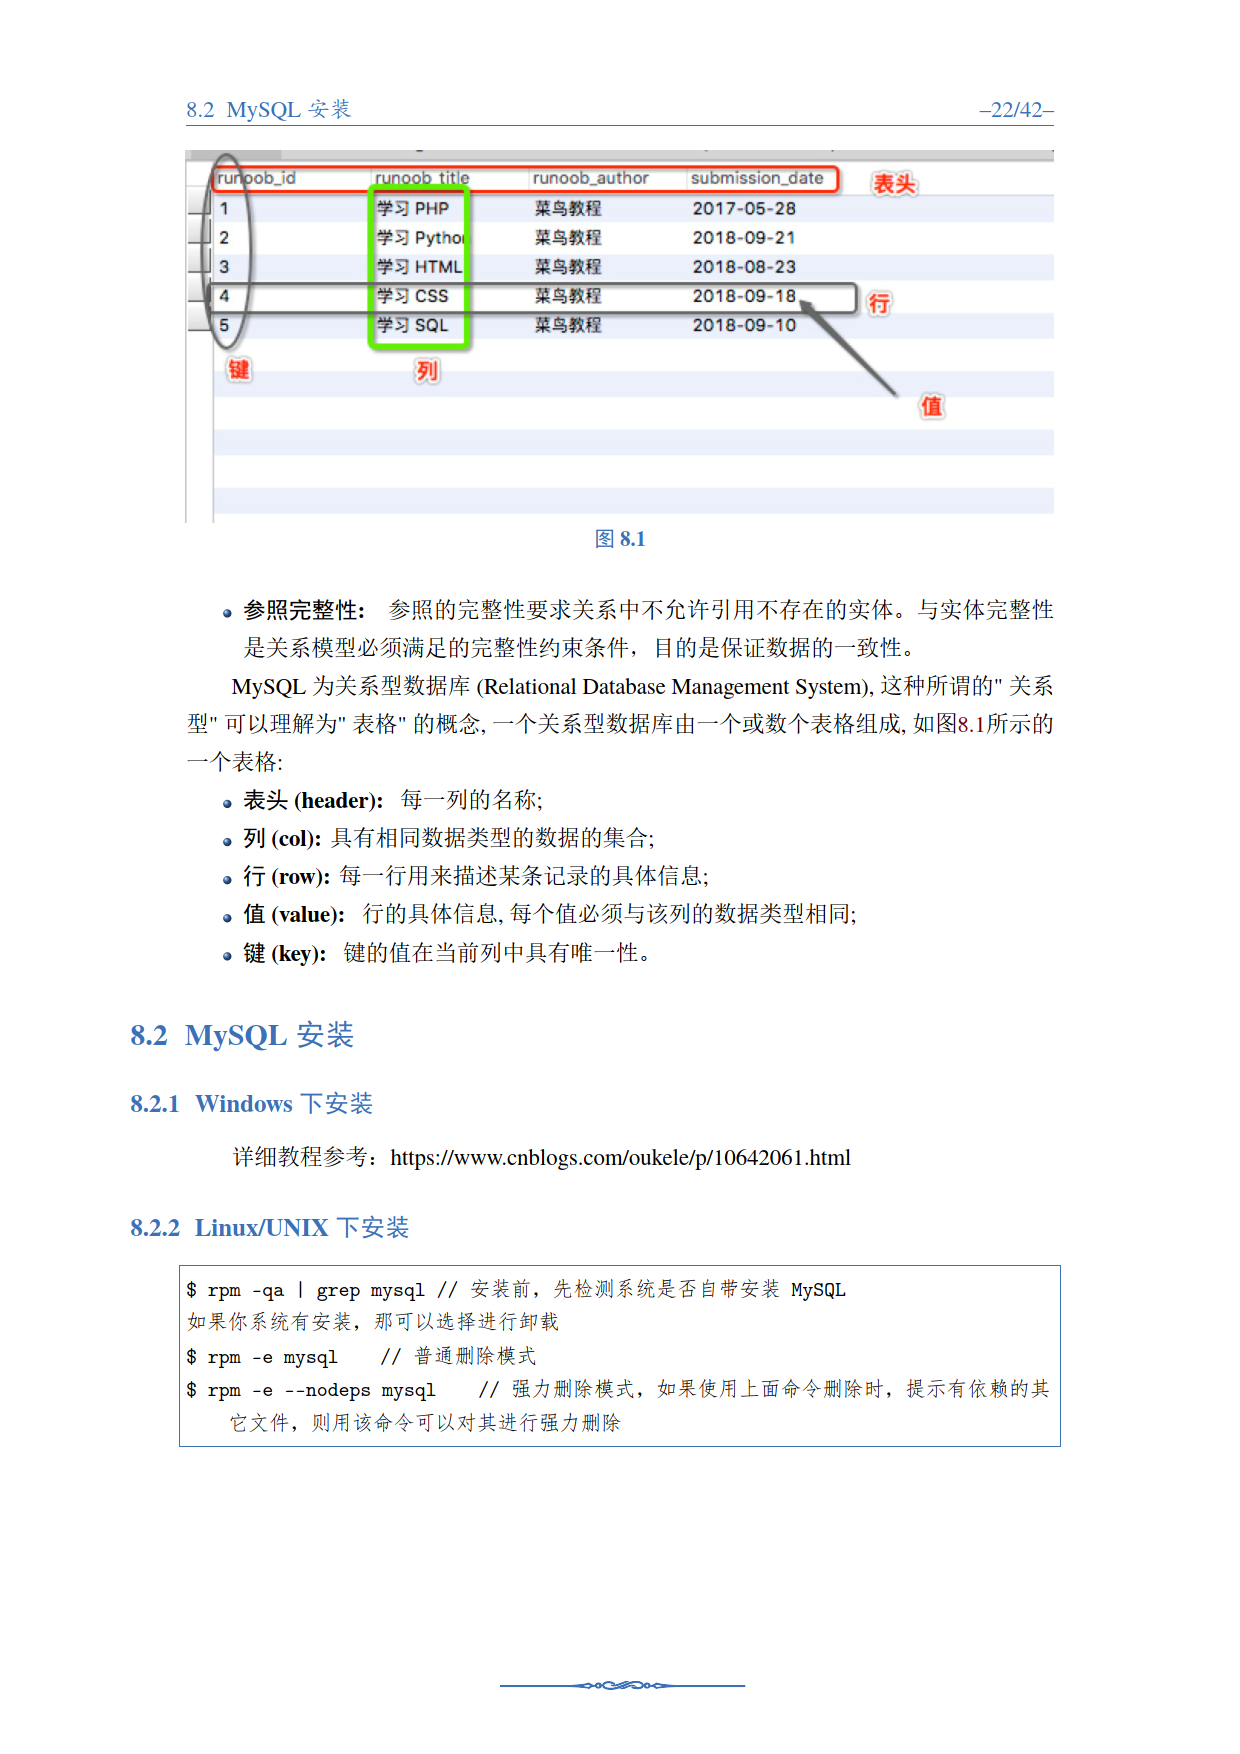 8.2 MySQL 安装 –22/42–
runoob_id runoob_title runoob_author submission_date 表头
1 学习 PHP 菜鸟教程 2017-05-28
2 学习 Python 菜鸟教程 2018-09-21
3 学习 HTML 菜鸟教程 2018-08-23
4 学习 CSS 菜鸟教程 2018-09-18 行
5 学习 SQL 菜鸟教程 2018-09-10
键 列
值
图 8.1
参照完整性： 参照的完整性要求关系中不允许引用不存在的实体。与实体完整性
是关系模型必须满足的完整性约束条件，目的是保证数据的一致性。
MySQL 为关系型数据库 (Relational Database Management System), 这种所谓的" 关系
型" 可以理解为" 表格" 的概念, 一个关系型数据库由一个或数个表格组成, 如图8.1所示的
一个表格:
表头 (header)： 每一列的名称;
列 (col): 具有相同数据类型的数据的集合;
行 (row): 每一行用来描述某条记录的具体信息;
值 (value)： 行的具体信息, 每个值必须与该列的数据类型相同;
键 (key)： 键的值在当前列中具有唯一性。
8.2 MySQL 安装
8.2.1 Windows 下安装
详细教程参考：https://www.cnblogs.com/oukele/p/10642061.html
8.2.2 Linux/UNIX 下安装
$ rpm -qa | grep mysql // 安装前，先检测系统是否自带安装 MySQL
如果你系统有安装，那可以选择进行卸载
$ rpm -e mysql // 普通删除模式
$ rpm -e --nodeps mysql // 强力删除模式，如果使用上面命令删除时，提示有依赖的其
它文件，则用该命令可以对其进行强力删除